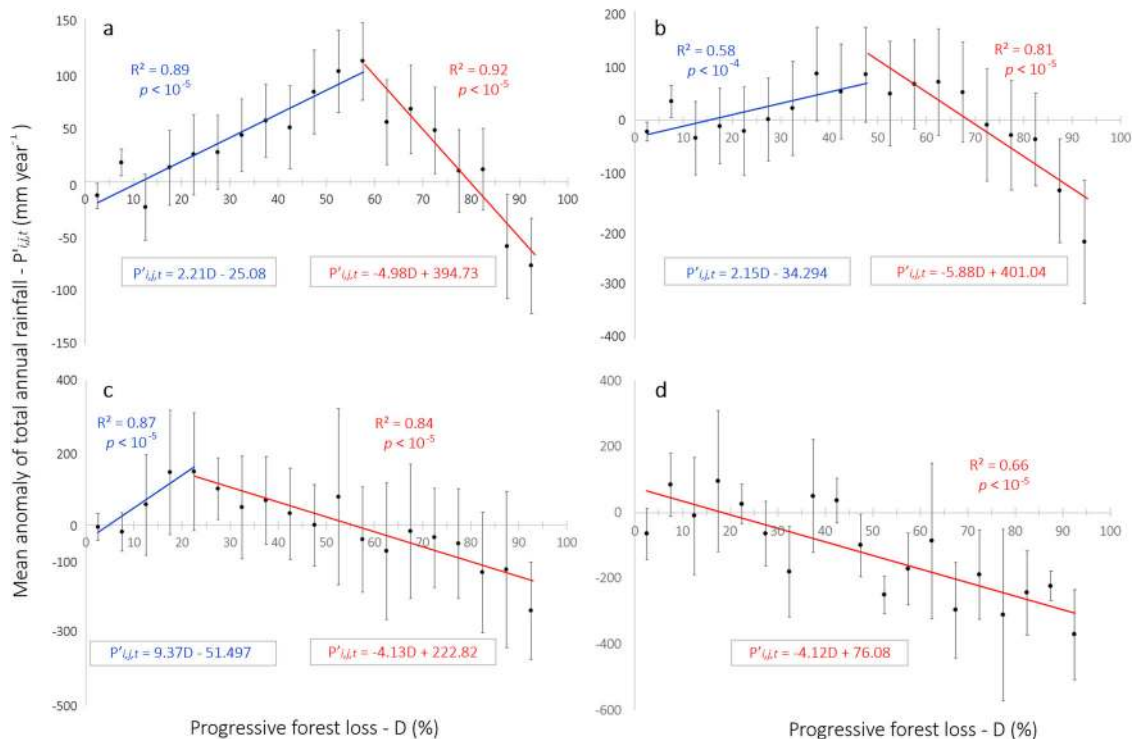 Mean anomaly of total annual rainfall - P'i,j,t (mm year⁻¹)
a
150
100
50
0
-50
-100
-150
0 10 20 30 40 50 60 70 80 90 100
R² = 0.89
p < 10⁻⁵
R² = 0.92
p < 10⁻⁵
P'i,j,t = 2.21D - 25.08
P'i,j,t = -4.98D + 394.73
b
200
100
0
-100
-200
-300
-400
0 10 20 30 40 50 60 70 80 90 100
R² = 0.58
p < 10⁻⁴
R² = 0.81
p < 10⁻⁵
P'i,j,t = 2.15D - 34.294
P'i,j,t = -5.88D + 401.04
c
400
200
0
-100
-300
-500
0 10 20 30 40 50 60 70 80 90 100
R² = 0.87
p < 10⁻⁵
R² = 0.84
p < 10⁻⁵
P'i,j,t = 9.37D - 51.497
P'i,j,t = -4.13D + 222.82
d
400
200
0
-200
-400
-600
0 10 20 30 40 50 60 70 80 90 100
R² = 0.66
p < 10⁻⁵
P'i,j,t = -4.12D + 76.08
Progressive forest loss - D (%)
Progressive forest loss - D (%)